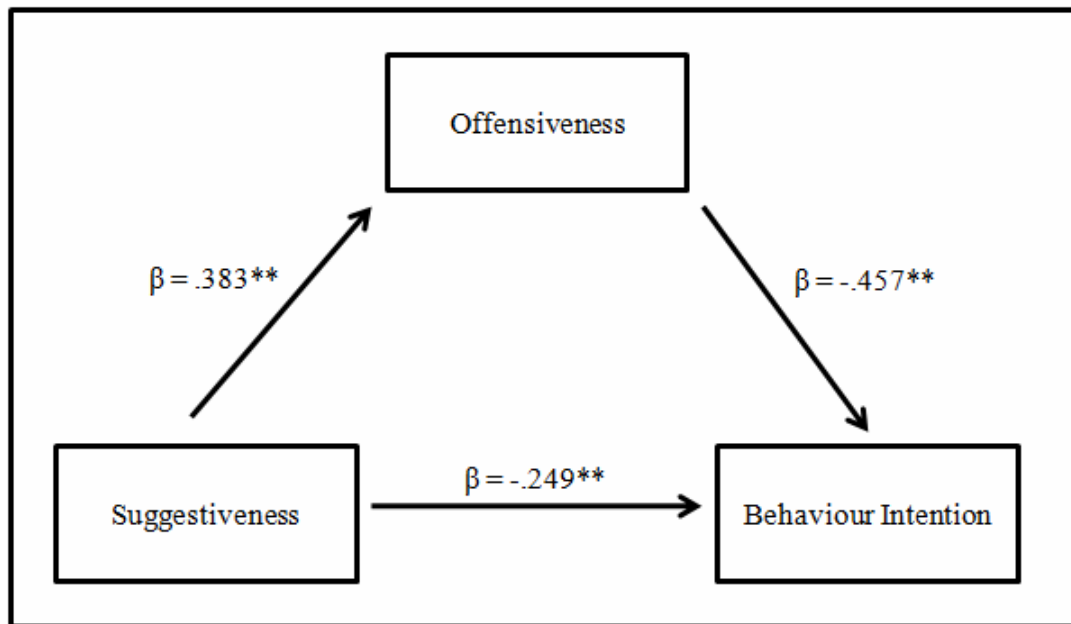 Offensiveness
β = .383**
β = -.457**
β = -.249**
Suggestiveness
Behaviour Intention